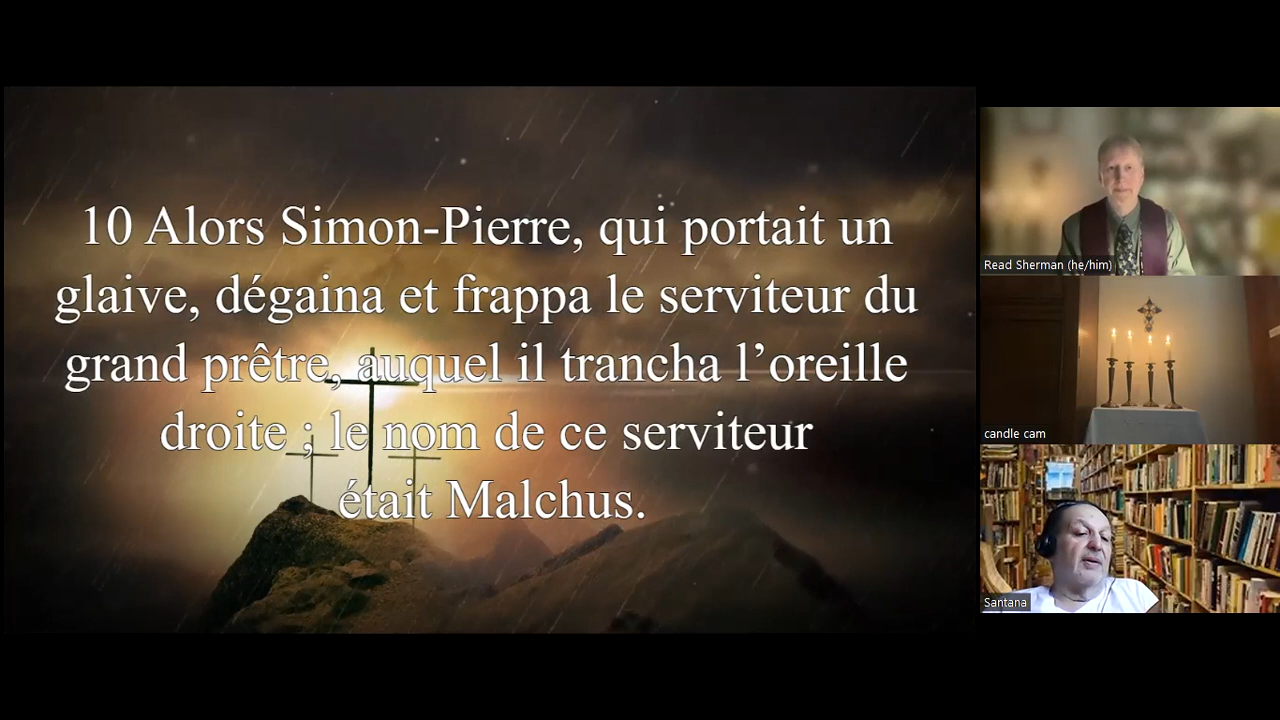 10 Alors Simon-Pierre, qui portait un
glaive, dégaina et frappa le serviteur du
grand prêtre, auquel il trancha l’oreille
droite ; le nom de ce serviteur
était Malchus.
Read Sherman (he/him)
candle cam
Santana